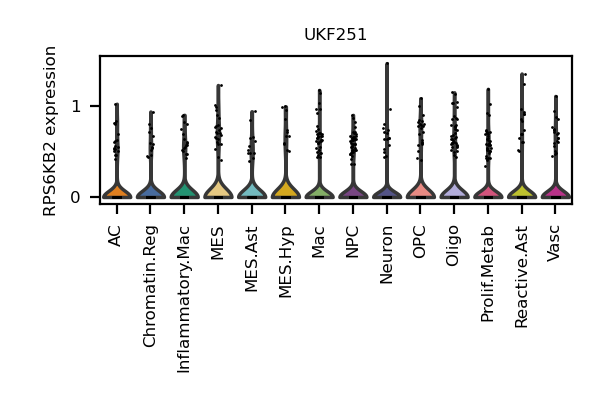 UKF251
RPS6KB2 expression
1
0
AC
Chromatin.Reg
Inflammatory.Mac
MES
MES.Ast
MES.Hyp
Mac
NPC
Neuron
OPC
Oligo
Prolif.Metab
Reactive.Ast
Vasc